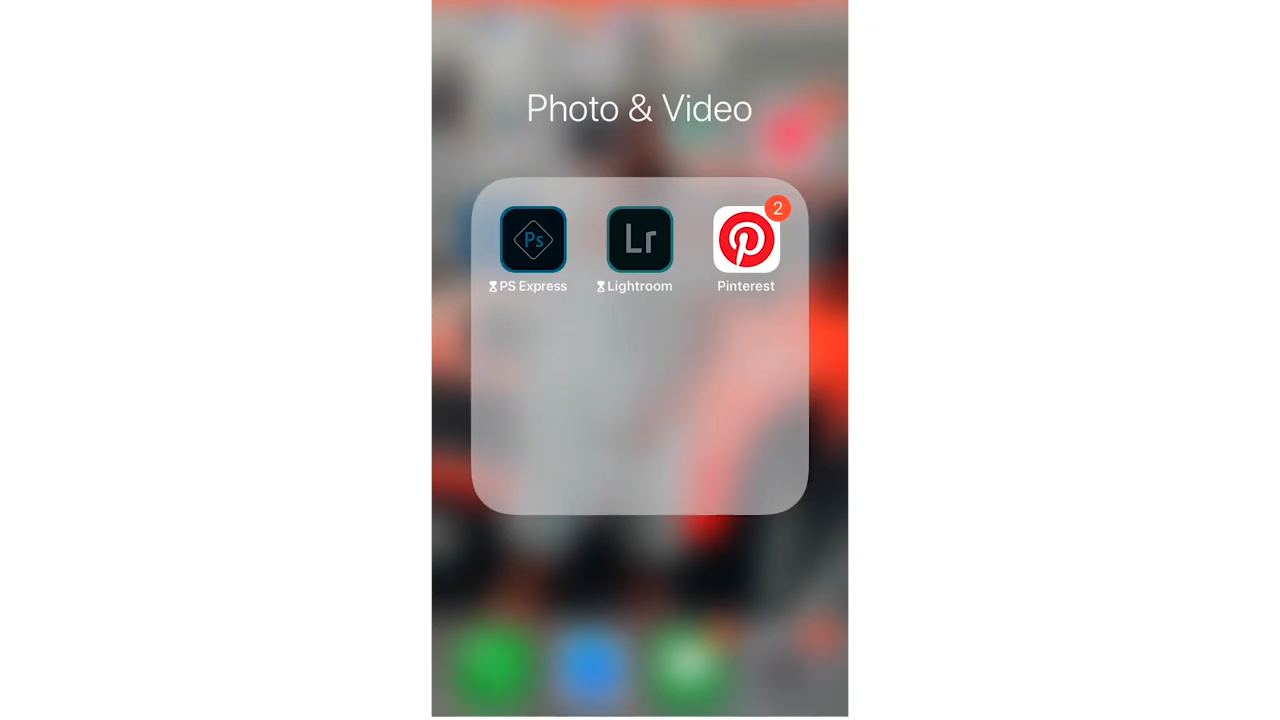 Photo & Video
2
Ps
Lr
⌛PS Express
⌛Lightroom
Pinterest